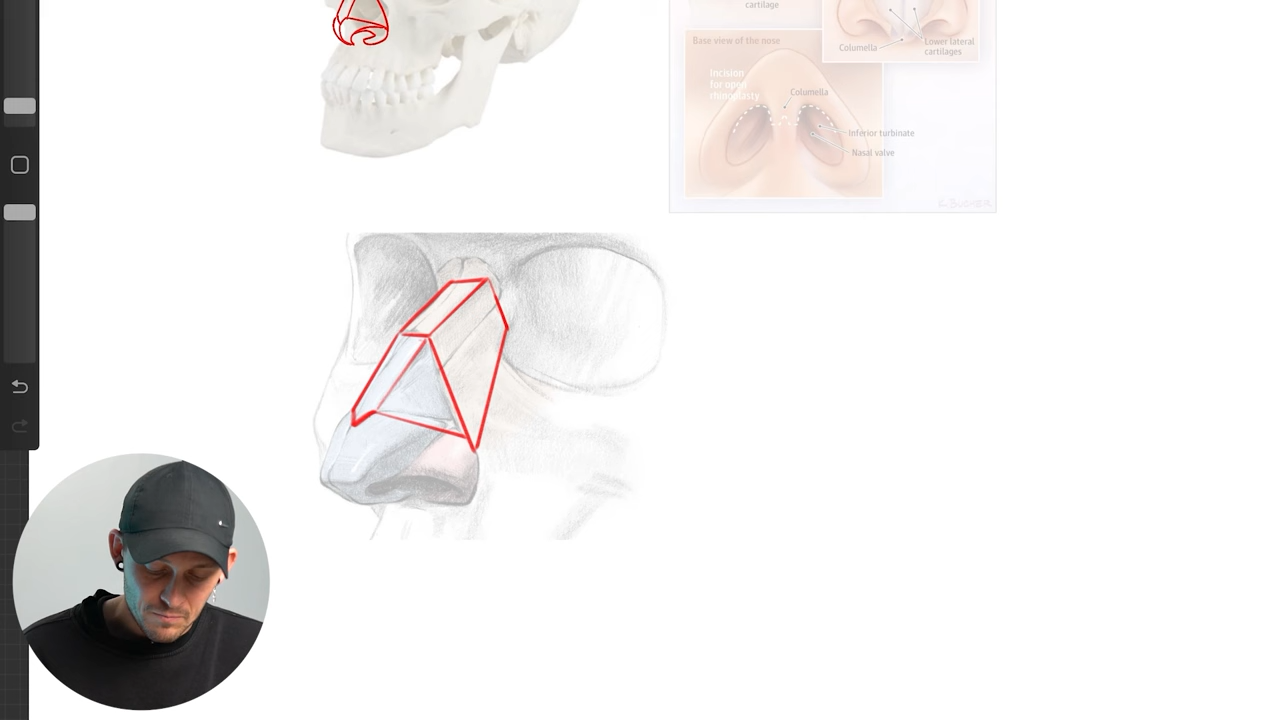 cartilage
Columella
Lower lateral
cartilages
Base view of the nose
Incision
for open
rhinoplasty
Columella
Inferior turbinate
Nasal valve